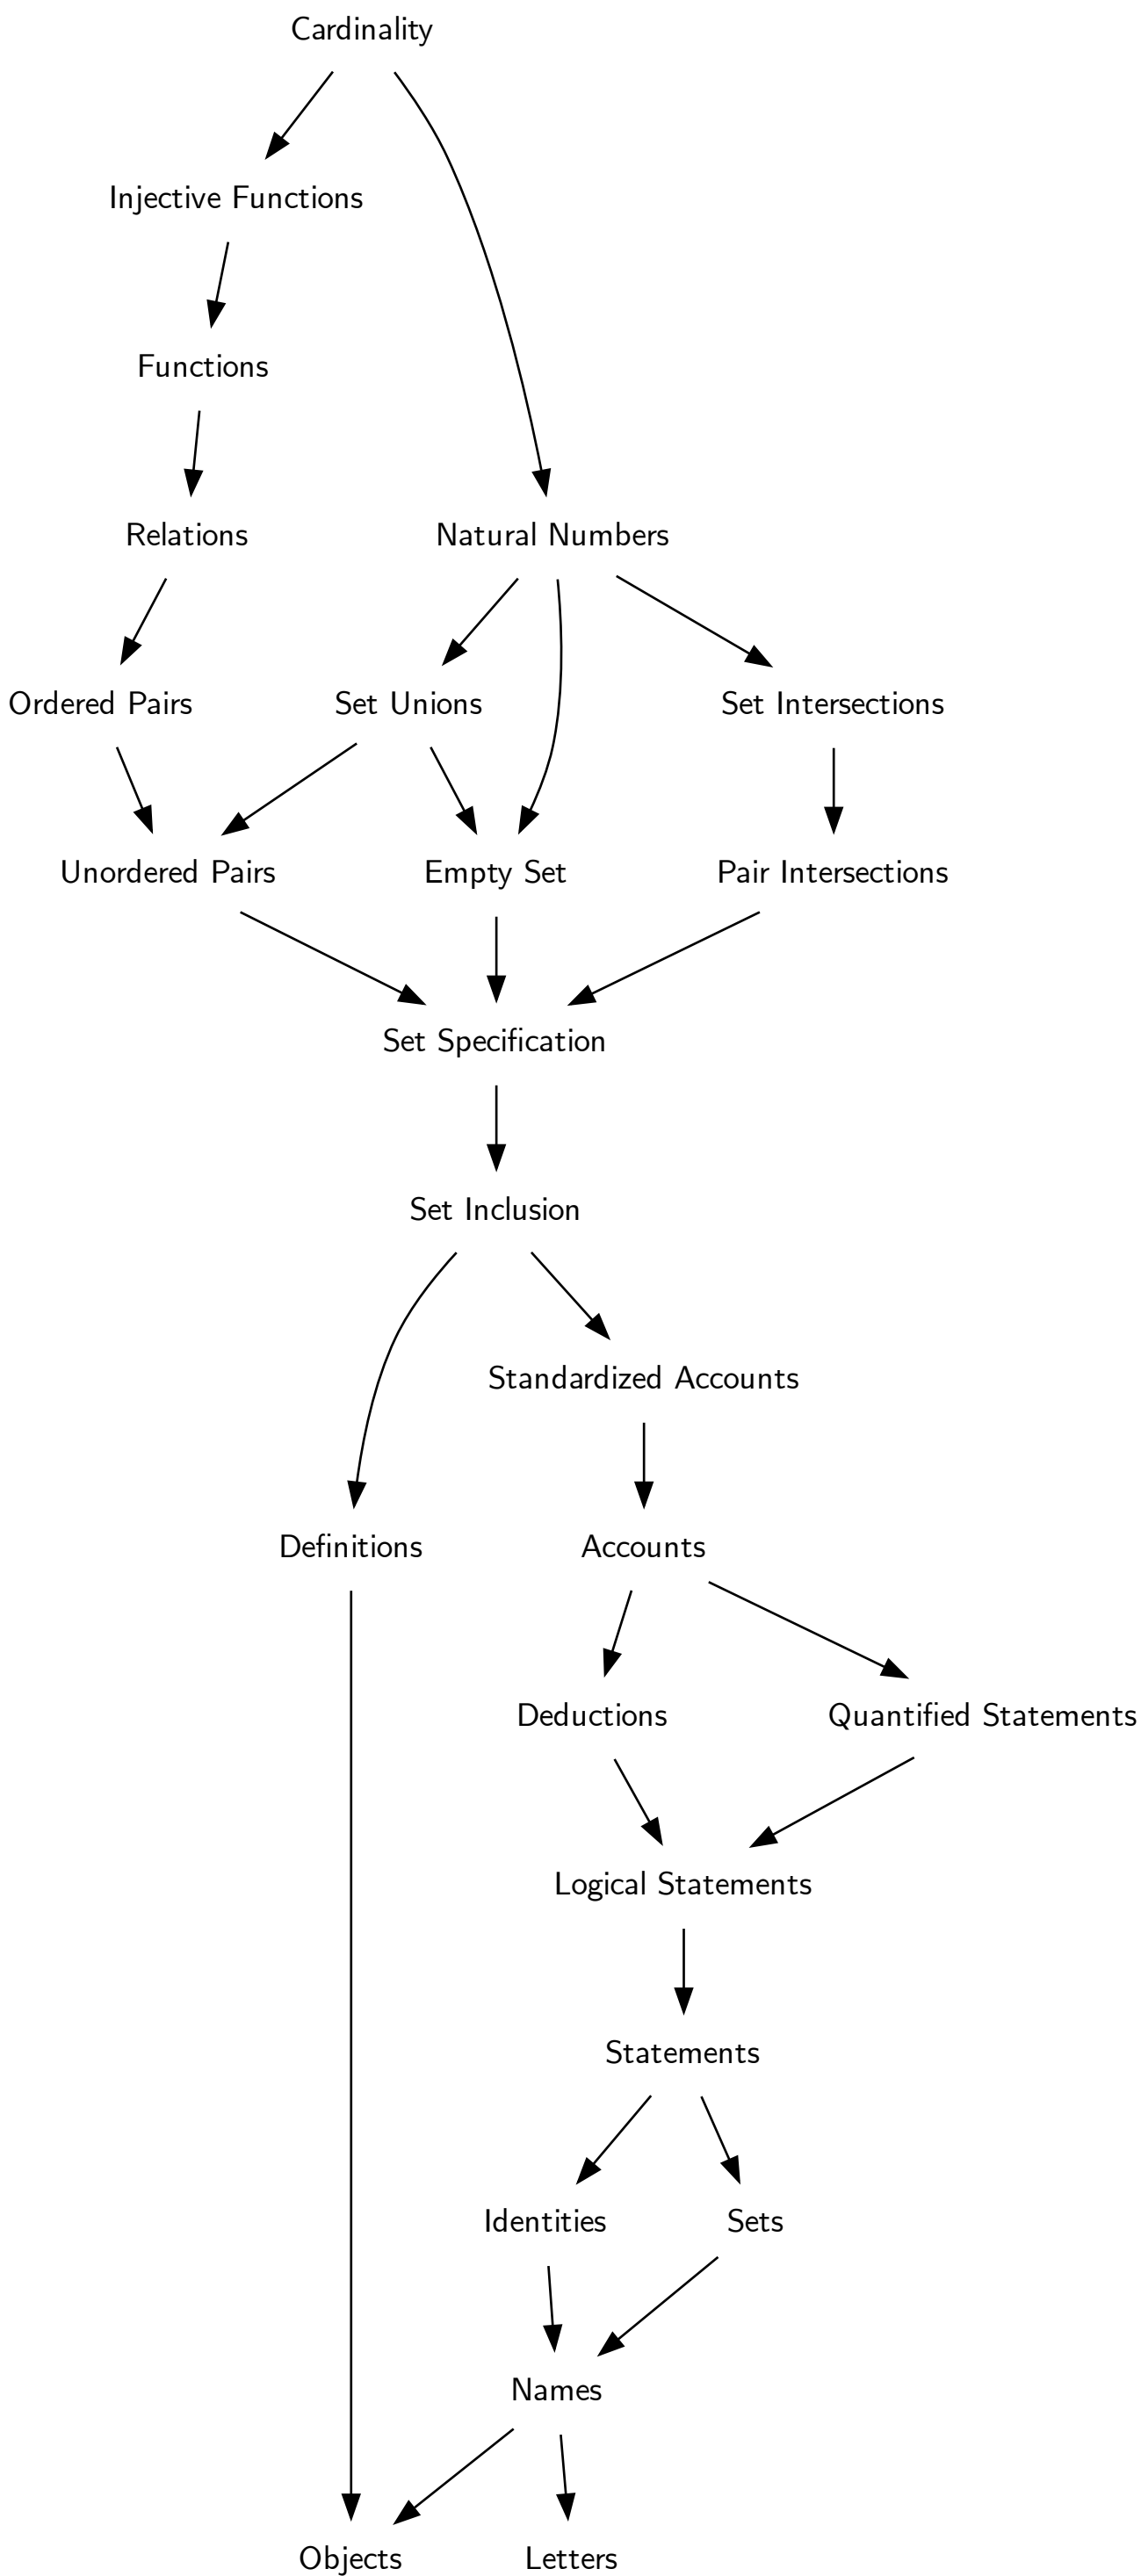 Cardinality
Injective Functions
Functions
Relations
Natural Numbers
Ordered Pairs
Set Unions
Set Intersections
Unordered Pairs
Empty Set
Pair Intersections
Set Specification
Set Inclusion
Standardized Accounts
Definitions
Accounts
Deductions
Quantified Statements
Logical Statements
Statements
Identities
Sets
Names
Objects
Letters